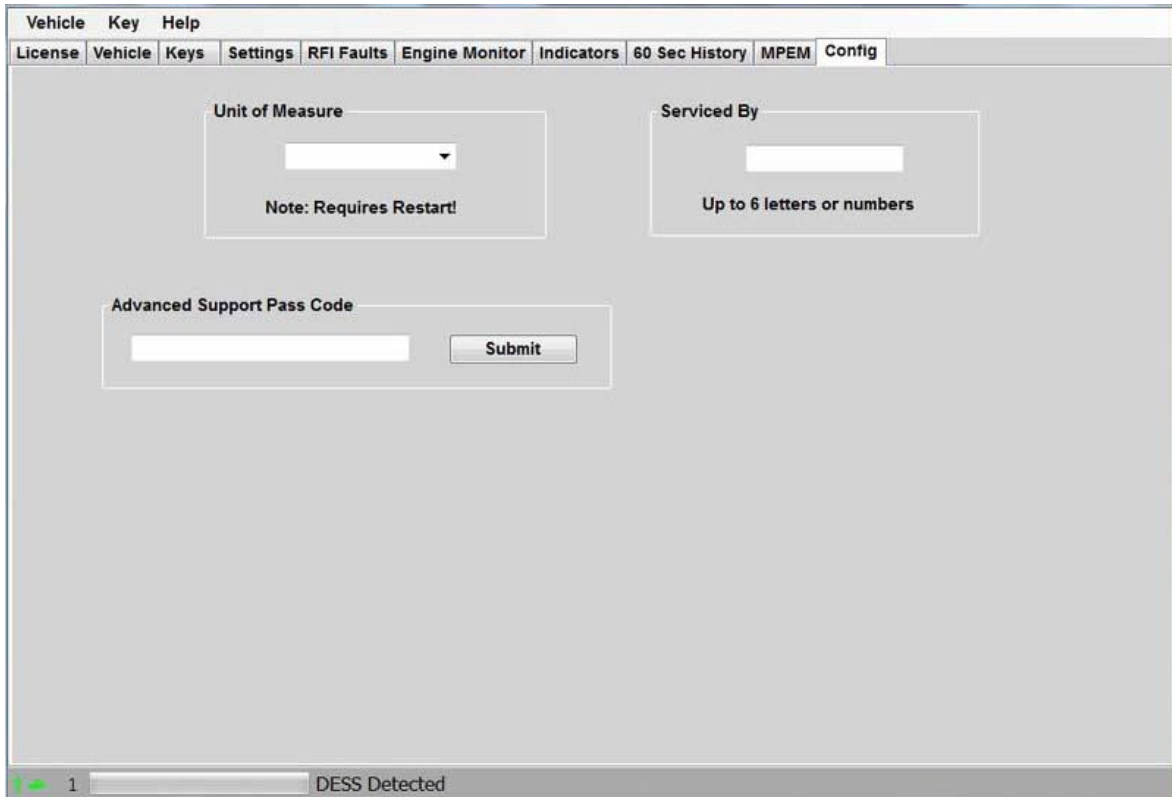 Vehicle Key Help
License Vehicle Keys Settings RFI Faults Engine Monitor Indicators 60 Sec History MPEM Config
Unit of Measure Serviced By
Note: Requires Restart! Up to 6 letters or numbers
Advanced Support Pass Code
Submit
1 DESS Detected